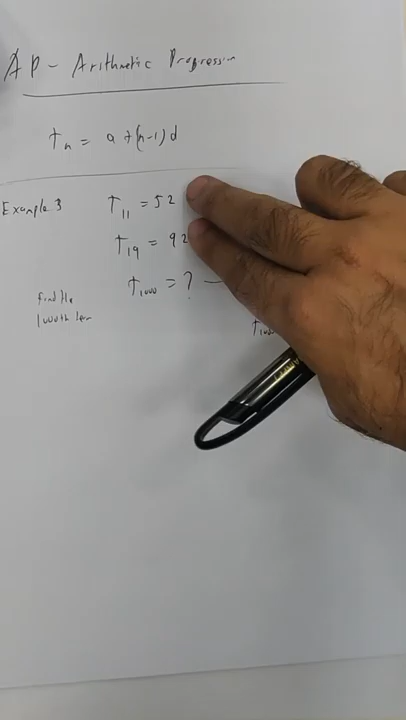 AP - Arithmetic Progression
Tn = a + (n-1)d
Example 3
T11 = 52
T19 = 92
T1000 = ?
find the
1000th term